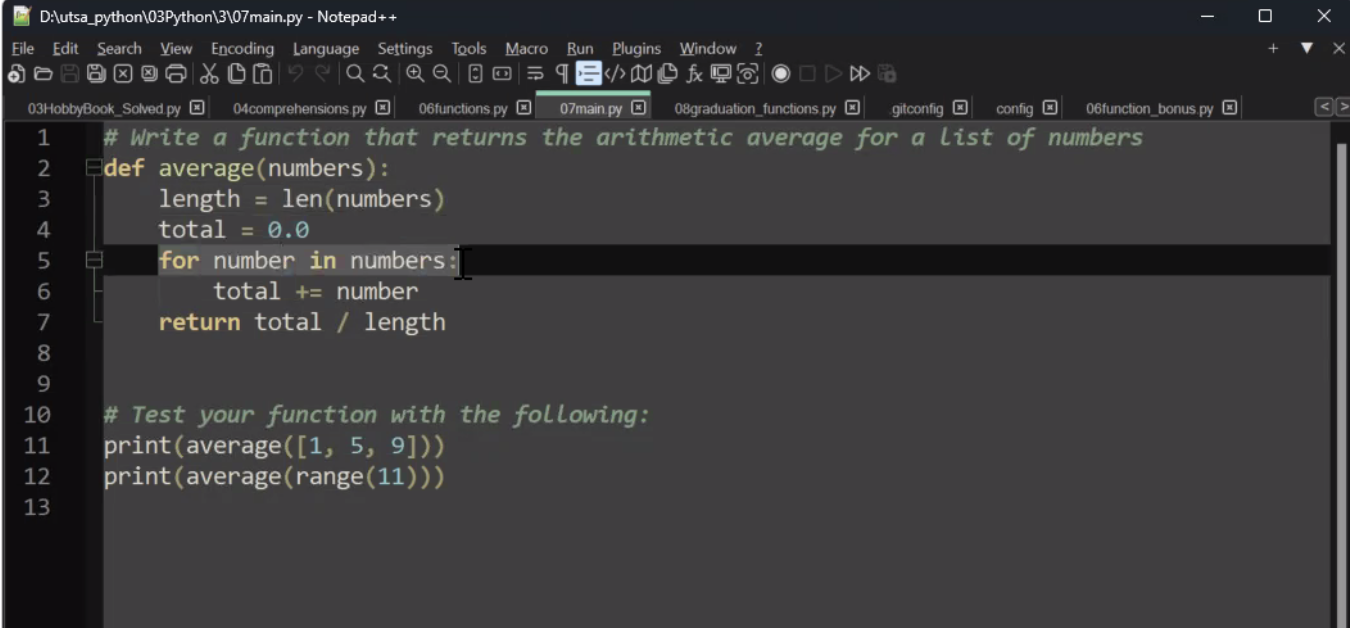 D:\utsa_python\03Python\3\07main.py - Notepad++
File Edit Search View Encoding Language Settings Tools Macro Run Plugins Window ?
03HobbyBook_Solved.py 04comprehensions.py 06functions.py 07main.py 08graduation_functions.py .gitconfig config 06function_bonus.py
1 # Write a function that returns the arithmetic average for a list of numbers
2 def average(numbers):
3     length = len(numbers)
4     total = 0.0
5     for number in numbers:
6         total += number
7     return total / length
8
9
10 # Test your function with the following:
11 print(average([1, 5, 9]))
12 print(average(range(11)))
13